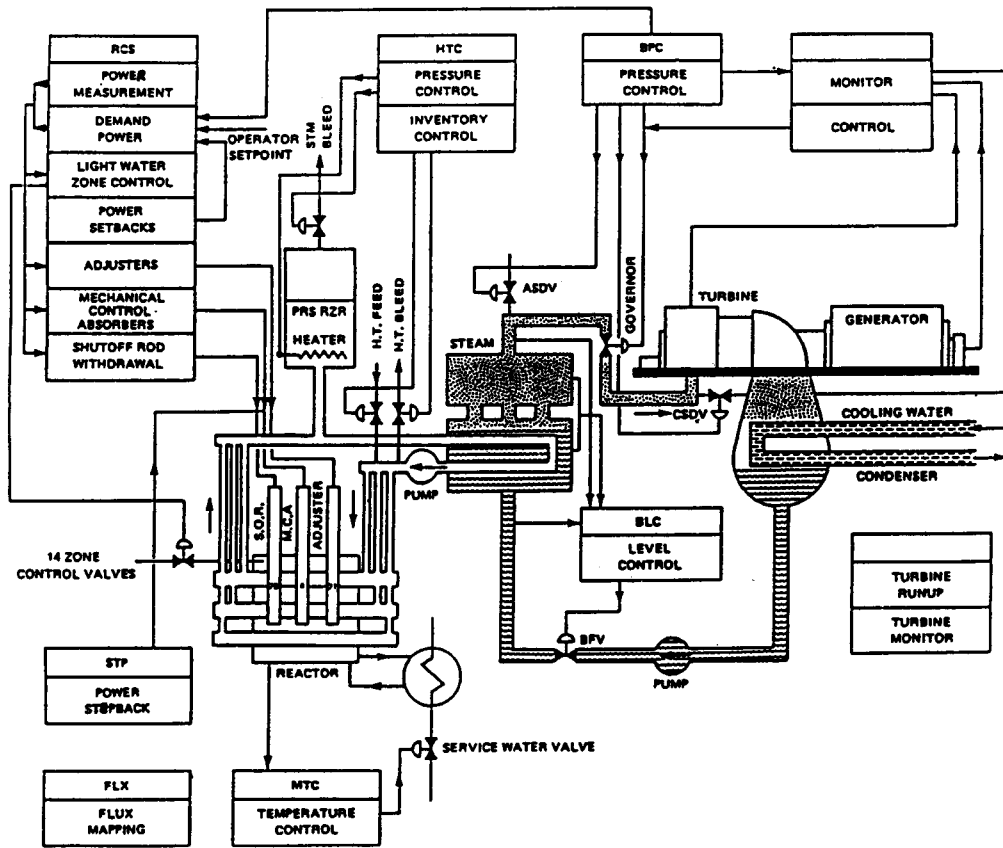 RCS
POWER
MEASUREMENT
DEMAND
POWER
LIGHT WATER
ZONE CONTROL
POWER
SETBACKS
ADJUSTERS
MECHANICAL
CONTROL
ABSORBERS
SHUTOFF ROD
WITHDRAWAL
OPERATOR
SETPOINT
STM
BLEED
HTC
PRESSURE
CONTROL
INVENTORY
CONTROL
BPC
PRESSURE
CONTROL
MONITOR
CONTROL
PRS RZR
HEATER
H.T. FEED
H.T. BLEED
ASDV
STEAM
GOVERNOR
TURBINE
GENERATOR
CSDV
COOLING WATER
CONDENSER
PUMP
S.O.R.
M.C.A
ADJUSTER
14 ZONE
CONTROL VALVES
BLC
LEVEL
CONTROL
BFV
PUMP
TURBINE
RUNUP
TURBINE
MONITOR
STP
POWER
STEPBACK
REACTOR
SERVICE WATER VALVE
FLX
FLUX
MAPPING
MTC
TEMPERATURE
CONTROL